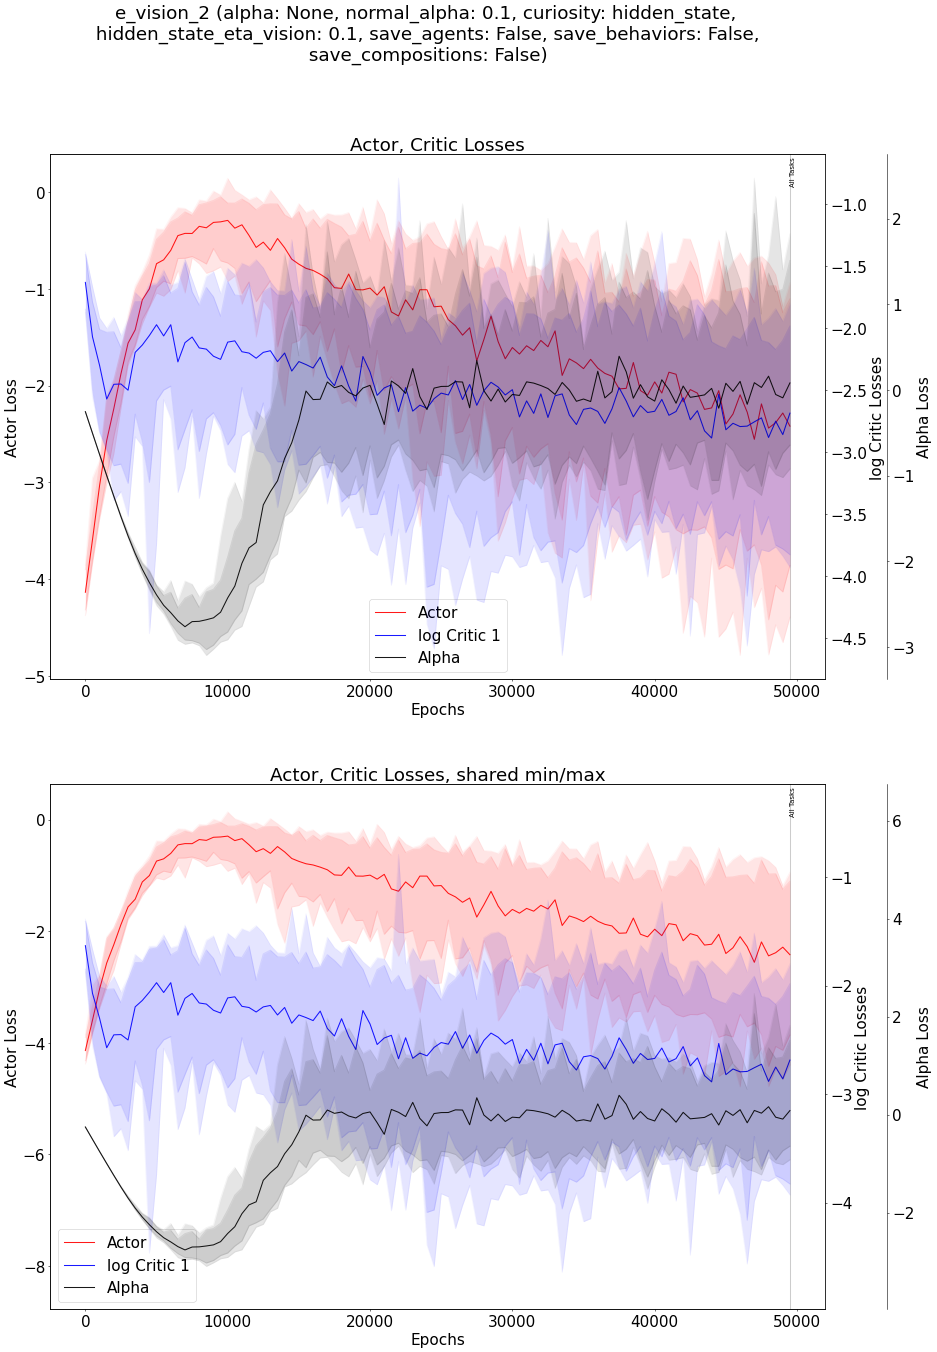 e_vision_2 (alpha: None, normal_alpha: 0.1, curiosity: hidden_state,
hidden_state_eta_vision: 0.1, save_agents: False, save_behaviors: False,
save_compositions: False)
Actor, Critic Losses
All Tasks
0
−1
−2
−3
−4
−5
Actor Loss
−1.0
−1.5
−2.0
−2.5
−3.0
−3.5
−4.0
−4.5
log Critic Losses
2
1
0
−1
−2
−3
Alpha Loss
Actor
log Critic 1
Alpha
0
10000
20000
30000
40000
50000
Epochs
Actor, Critic Losses, shared min/max
All Tasks
0
−2
−4
−6
−8
Actor Loss
−1
−2
−3
−4
log Critic Losses
6
4
2
0
−2
Alpha Loss
Actor
log Critic 1
Alpha
0
10000
20000
30000
40000
50000
Epochs